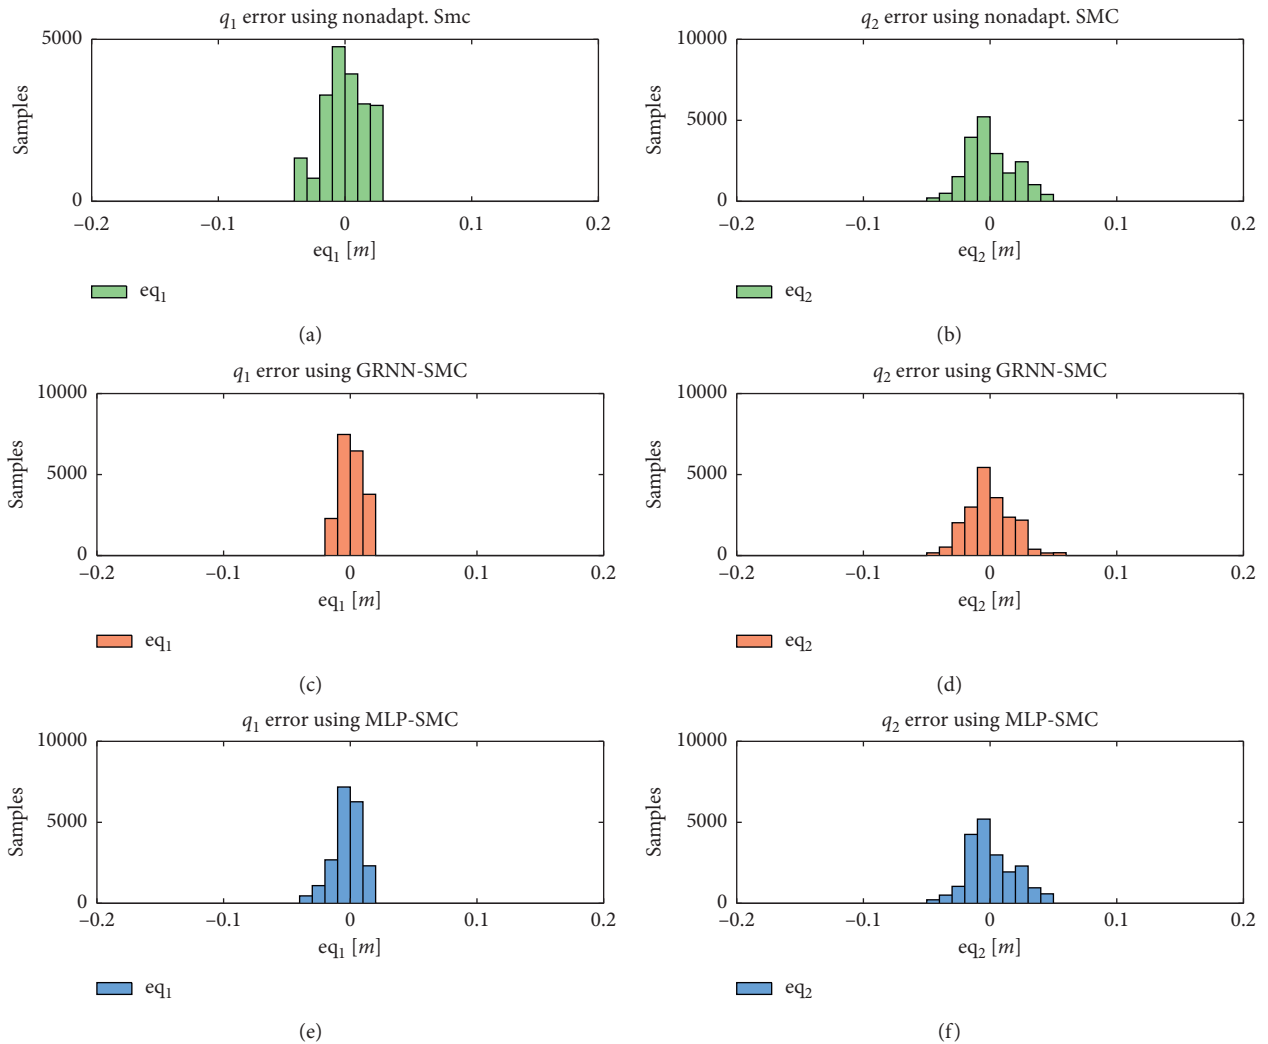 q1 error using nonadapt. Smc
5000
0
Samples
−0.2 −0.1 0 0.1 0.2
eq1 [m]
eq1
(a)
q2 error using nonadapt. SMC
10000
5000
0
Samples
−0.2 −0.1 0 0.1 0.2
eq2 [m]
eq2
(b)
q1 error using GRNN-SMC
10000
5000
0
Samples
−0.2 −0.1 0 0.1 0.2
eq1 [m]
eq1
(c)
q2 error using GRNN-SMC
10000
5000
0
Samples
−0.2 −0.1 0 0.1 0.2
eq2 [m]
eq2
(d)
q1 error using MLP-SMC
10000
5000
0
Samples
−0.2 −0.1 0 0.1 0.2
eq1 [m]
eq1
(e)
q2 error using MLP-SMC
10000
5000
0
Samples
−0.2 −0.1 0 0.1 0.2
eq2 [m]
eq2
(f)